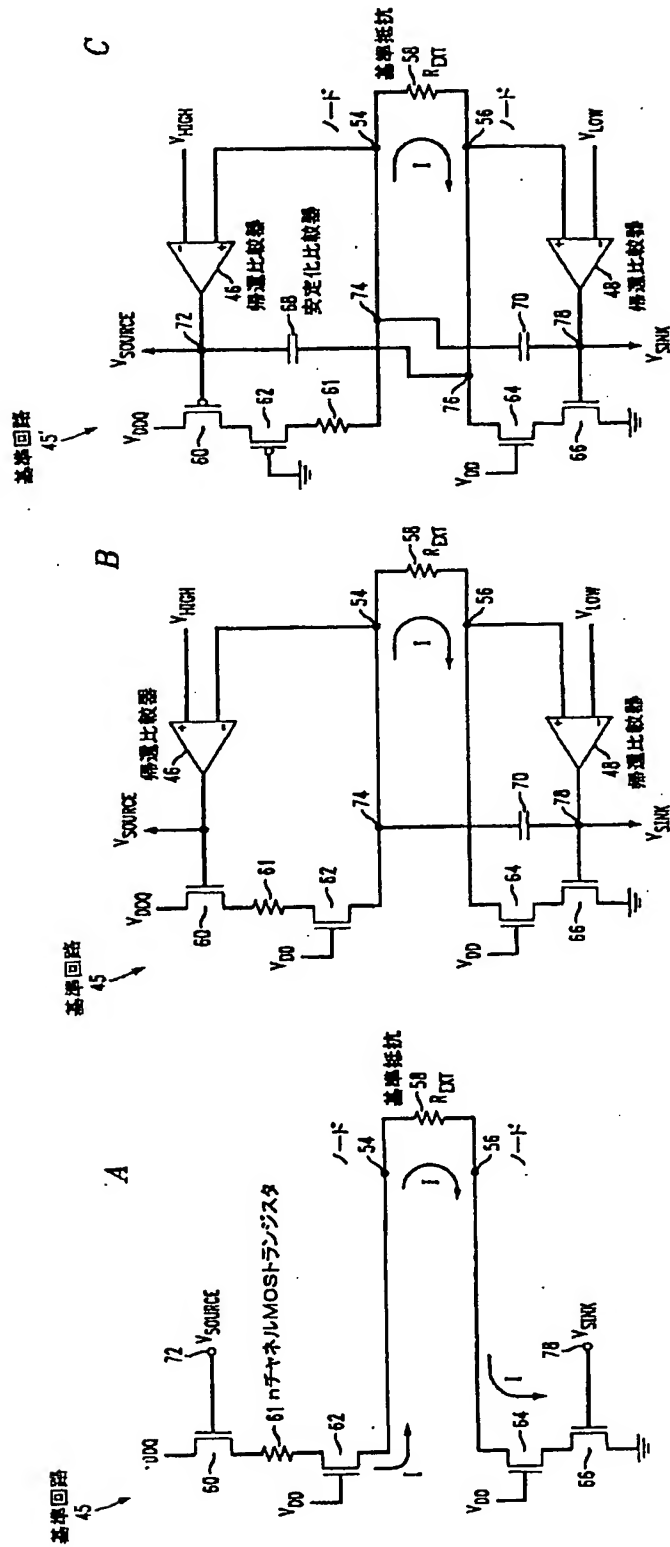 A
基準回路
45
VDDQ
60
72
VSOURCE
61 nチャネルMOSトランジスタ
62
VDD
I
ノード
54
基準抵抗
58
REXT
I
56
ノード
I
64
VDD
78
VSINK
66
B
基準回路
45
VDDQ
VSOURCE
60
46
帰還比較器
VHIGH
61
62
VDD
74
54
58
REXT
I
56
64
VDD
70
78
66
48
帰還比較器
VLOW
VSINK
C
基準回路
45'
VDDQ
VSOURCE
72
60
46
帰還比較器
VHIGH
62
68
安定化比較器
61
74
ノード
54
基準抵抗
58
REXT
I
56
ノード
76
64
VDD
70
78
66
48
帰還比較器
VLOW
VSINK